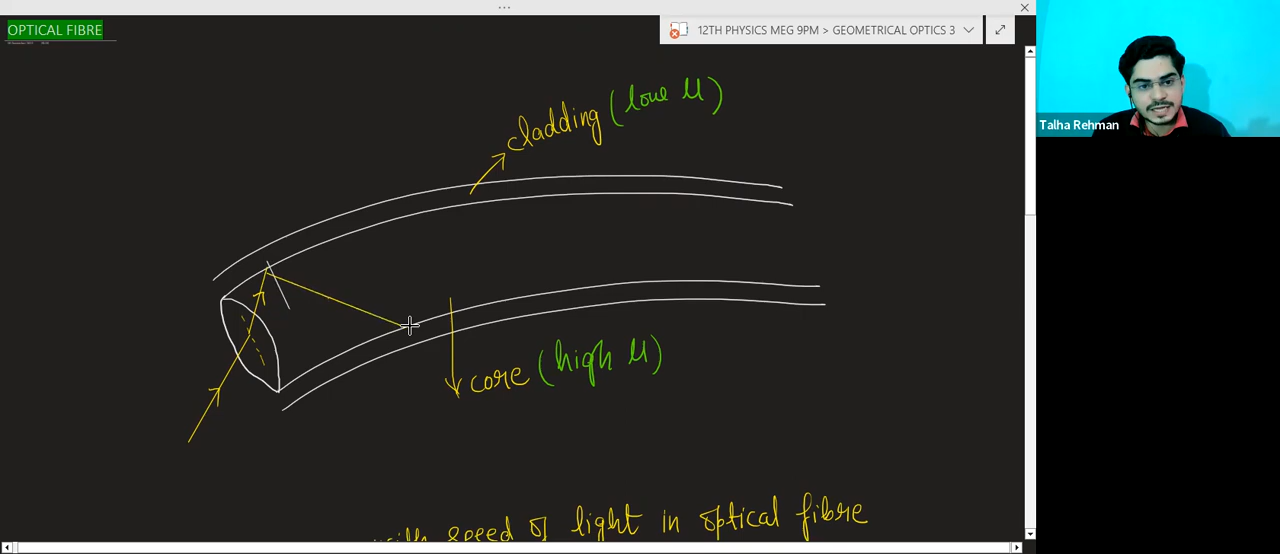 OPTICAL FIBRE
12TH PHYSICS MEG 9PM > GEOMETRICAL OPTICS 3
Talha Rehman
cladding (low μ)
core (high μ)
with speed of light in optical fibre